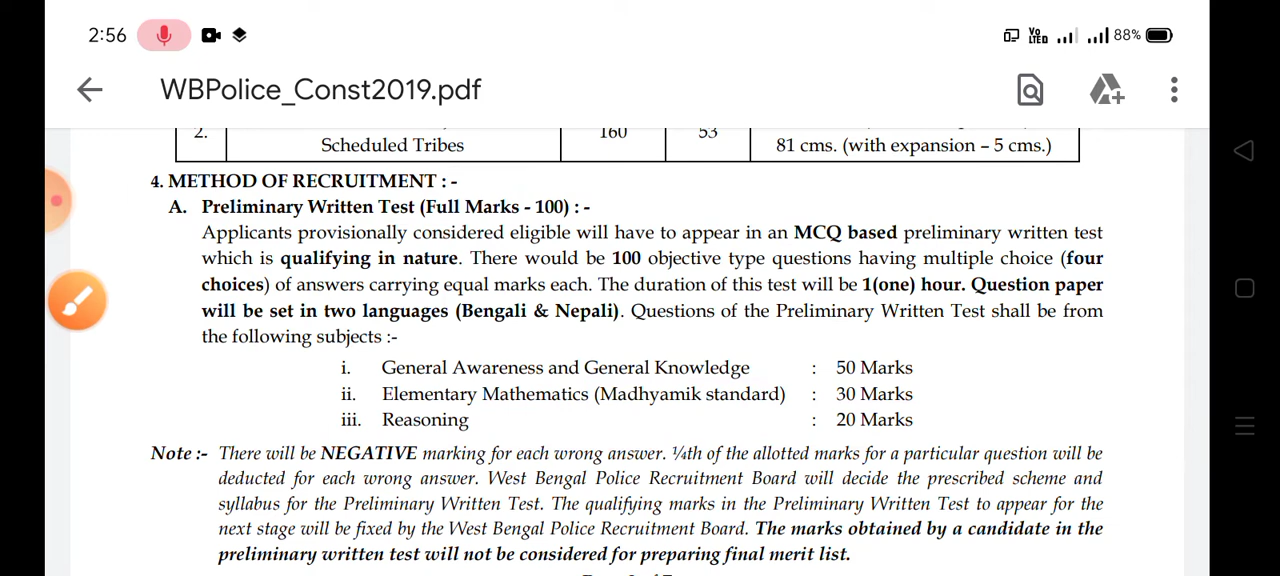 2:56
Vo LTED
88%
WBPolice_Const2019.pdf
2.
Scheduled Tribes
160
53
81 cms. (with expansion – 5 cms.)
4. METHOD OF RECRUITMENT : -
A. Preliminary Written Test (Full Marks - 100) : -
Applicants provisionally considered eligible will have to appear in an MCQ based preliminary written test
which is qualifying in nature. There would be 100 objective type questions having multiple choice (four
choices) of answers carrying equal marks each. The duration of this test will be 1(one) hour. Question paper
will be set in two languages (Bengali & Nepali). Questions of the Preliminary Written Test shall be from
the following subjects :-
i. General Awareness and General Knowledge : 50 Marks
ii. Elementary Mathematics (Madhyamik standard) : 30 Marks
iii. Reasoning : 20 Marks
Note :- There will be NEGATIVE marking for each wrong answer. ¼th of the allotted marks for a particular question will be
deducted for each wrong answer. West Bengal Police Recruitment Board will decide the prescribed scheme and
syllabus for the Preliminary Written Test. The qualifying marks in the Preliminary Written Test to appear for the
next stage will be fixed by the West Bengal Police Recruitment Board. The marks obtained by a candidate in the
preliminary written test will not be considered for preparing final merit list.